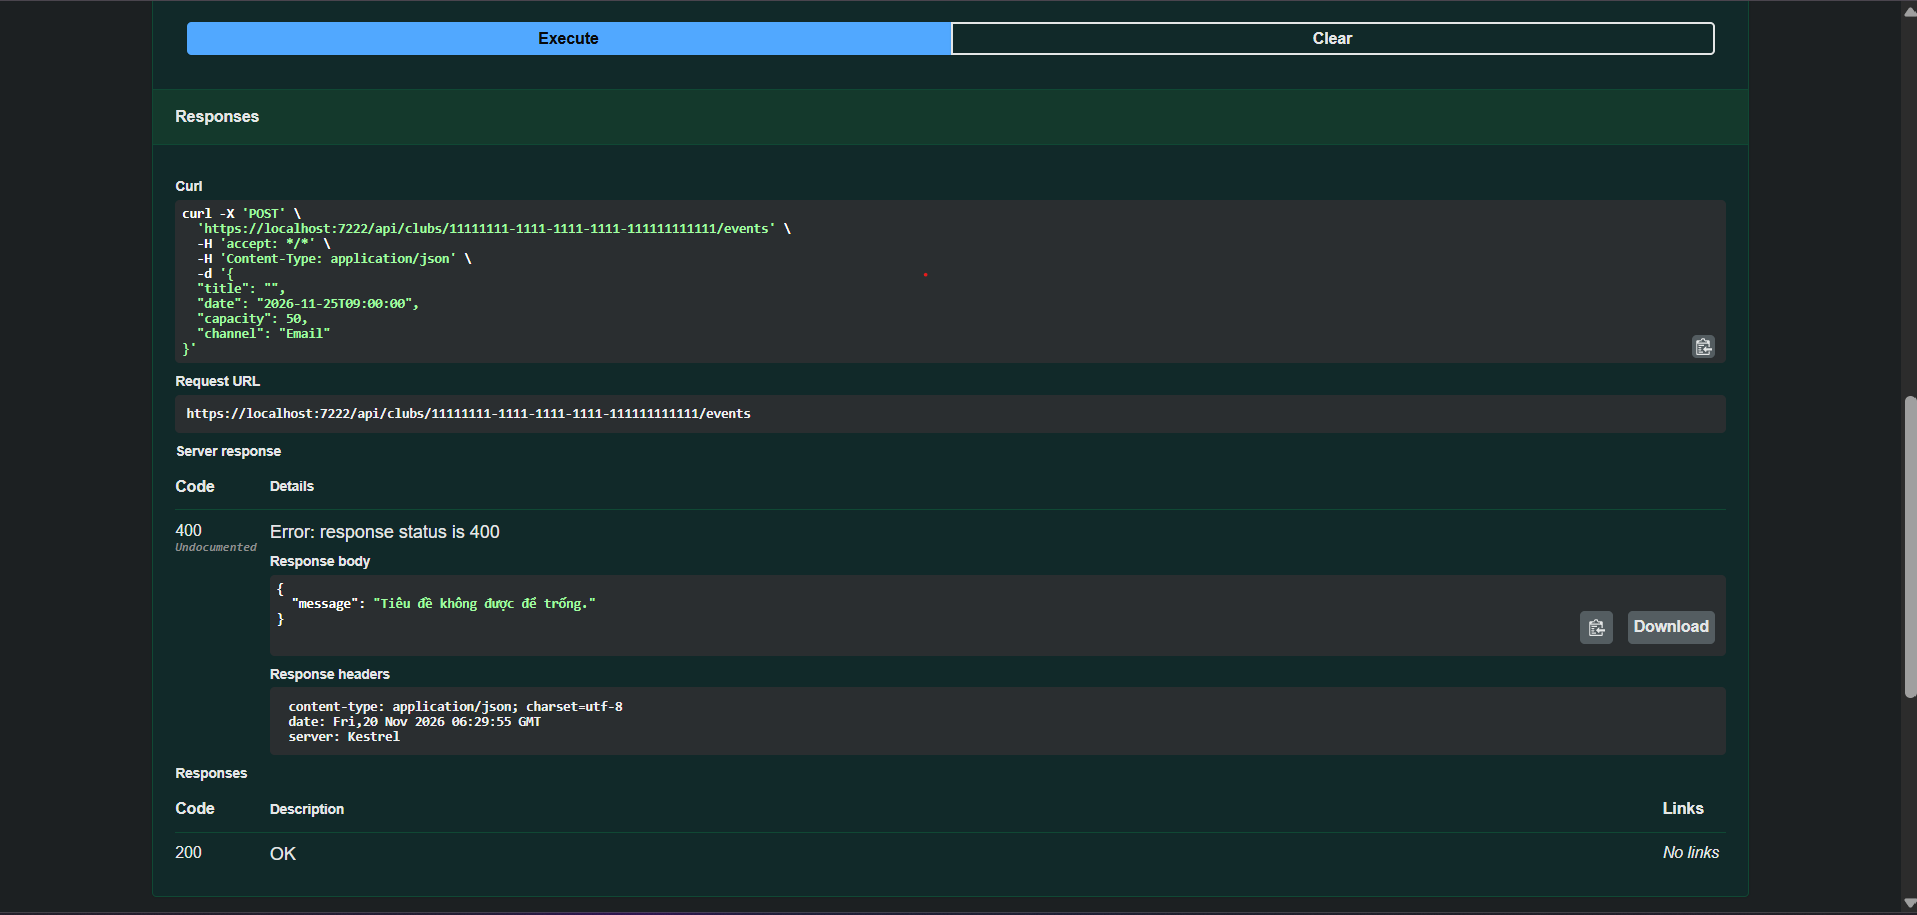 Execute
Clear
Responses
Curl
curl -X 'POST' \
'https://localhost:7222/api/clubs/11111111-1111-1111-1111-111111111111/events' \
-H 'accept: */*' \
-H 'Content-Type: application/json' \
-d '{
"title": "",
"date": "2026-11-25T09:00:00",
"capacity": 50,
"channel": "Email"
}'
Request URL
https://localhost:7222/api/clubs/11111111-1111-1111-1111-111111111111/events
Server response
Code Details
400 Error: response status is 400
Undocumented
Response body
{
"message": "Tiêu đề không được để trống."
}
Download
Response headers
content-type: application/json; charset=utf-8
date: Fri,20 Nov 2026 06:29:55 GMT
server: Kestrel
Responses
Code Description Links
200 OK No links